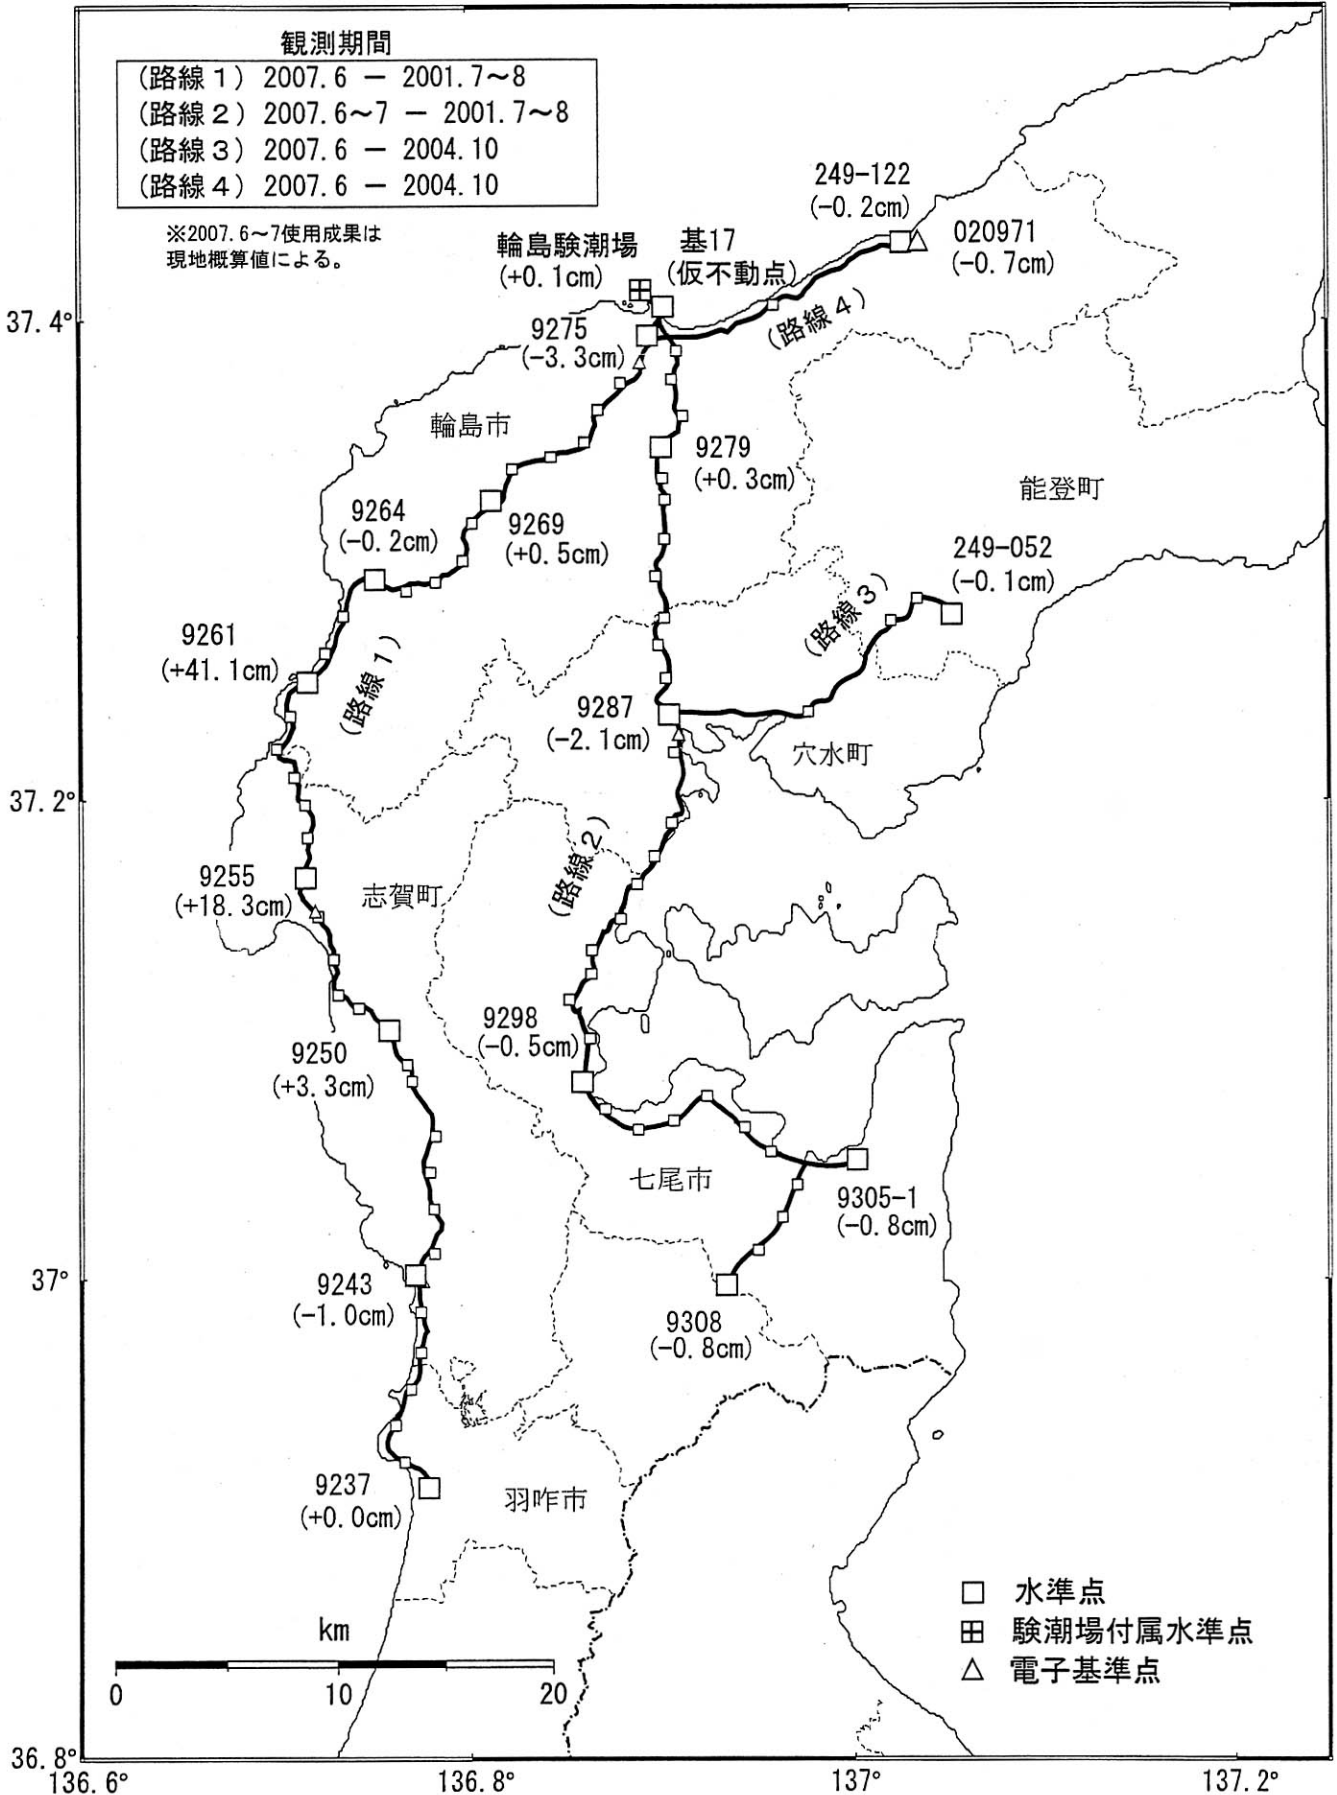 観測期間
(路線1) 2007.6 － 2001.7～8
(路線2) 2007.6～7 － 2001.7～8
(路線3) 2007.6 － 2004.10
(路線4) 2007.6 － 2004.10
※2007.6～7使用成果は
現地概算値による。
249-122
(-0.2cm)
020971
(-0.7cm)
輪島験潮場
(+0.1cm)
基17
(仮不動点)
37.4°
9275
(-3.3cm)
(路線4)
輪島市
9279
(+0.3cm)
能登町
9264
(-0.2cm)
9269
(+0.5cm)
249-052
(-0.1cm)
(路線3)
9261
(+41.1cm)
(路線1)
9287
(-2.1cm)
穴水町
37.2°
(路線2)
9255
(+18.3cm)
志賀町
9298
(-0.5cm)
9250
(+3.3cm)
七尾市
9305-1
(-0.8cm)
37°
9243
(-1.0cm)
9308
(-0.8cm)
9237
(+0.0cm)
羽咋市
水準点
験潮場付属水準点
電子基準点
km
0 10 20
36.8°
136.6° 136.8° 137° 137.2°